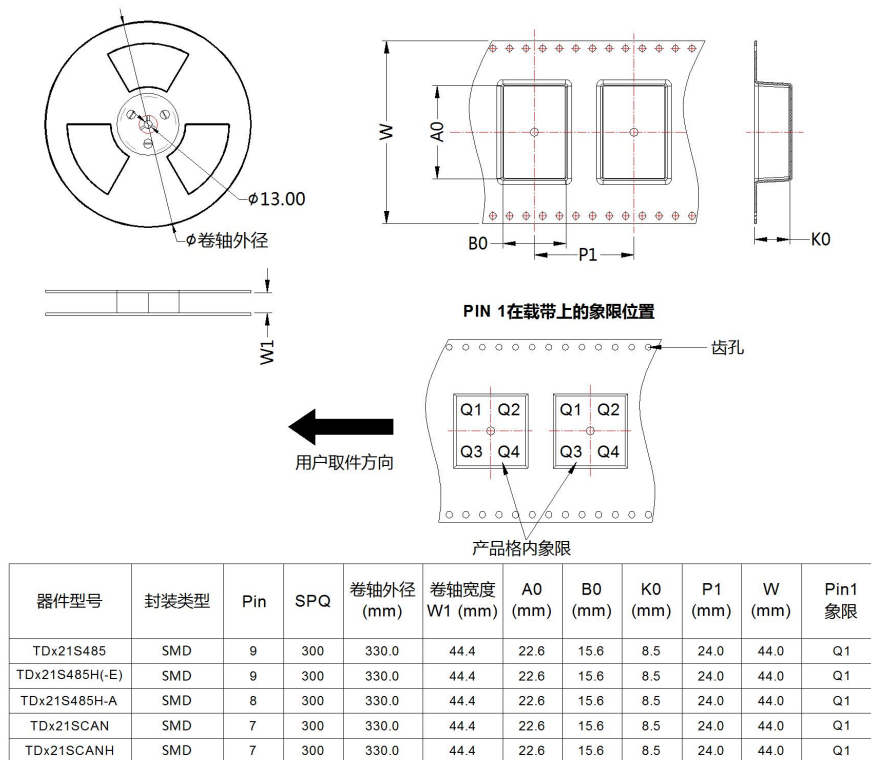 W
A0
B0
P1
K0
ϕ13.00
ϕ卷轴外径
W1
PIN 1在载带上的象限位置
齿孔
Q1 Q2 Q1 Q2
Q3 Q4 Q3 Q4
用户取件方向
产品格内象限
器件型号 封装类型 Pin SPQ 卷轴外径 (mm) 卷轴宽度 W1 (mm) A0 (mm) B0 (mm) K0 (mm) P1 (mm) W (mm) Pin1 象限
TDx21S485 SMD 9 300 330.0 44.4 22.6 15.6 8.5 24.0 44.0 Q1
TDx21S485H(-E) SMD 9 300 330.0 44.4 22.6 15.6 8.5 24.0 44.0 Q1
TDx21S485H-A SMD 8 300 330.0 44.4 22.6 15.6 8.5 24.0 44.0 Q1
TDx21SCAN SMD 7 300 330.0 44.4 22.6 15.6 8.5 24.0 44.0 Q1
TDx21SCANH SMD 7 300 330.0 44.4 22.6 15.6 8.5 24.0 44.0 Q1